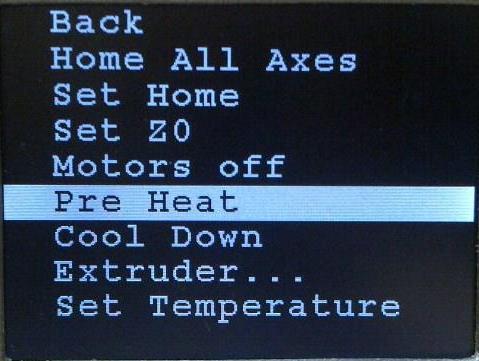 Back
Home All Axes
Set Home
Set Z0
Motors off
Pre Heat
Cool Down
Extruder...
Set Temperature